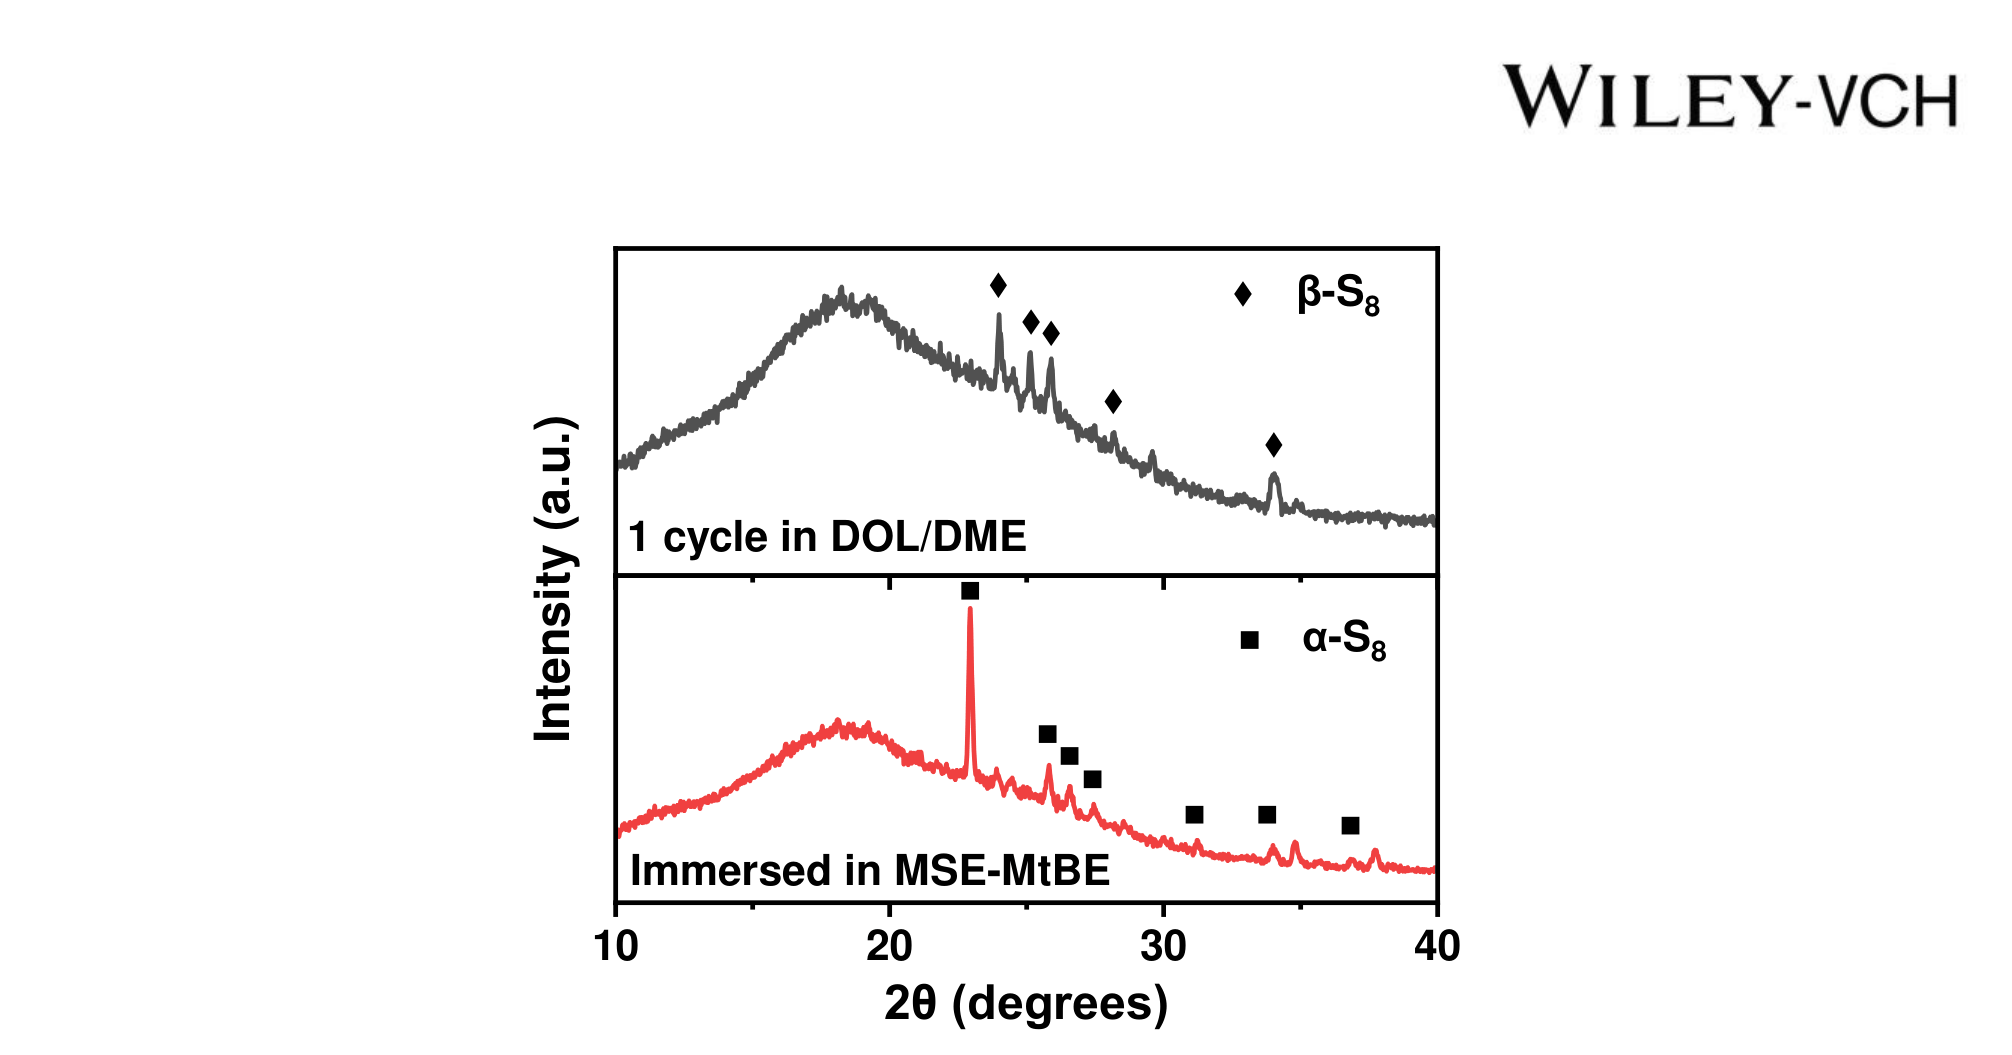 WILEY-VCH
β-S8
1 cycle in DOL/DME
α-S8
Immersed in MSE-MtBE
Intensity (a.u.)
10 20 30 40
2θ (degrees)